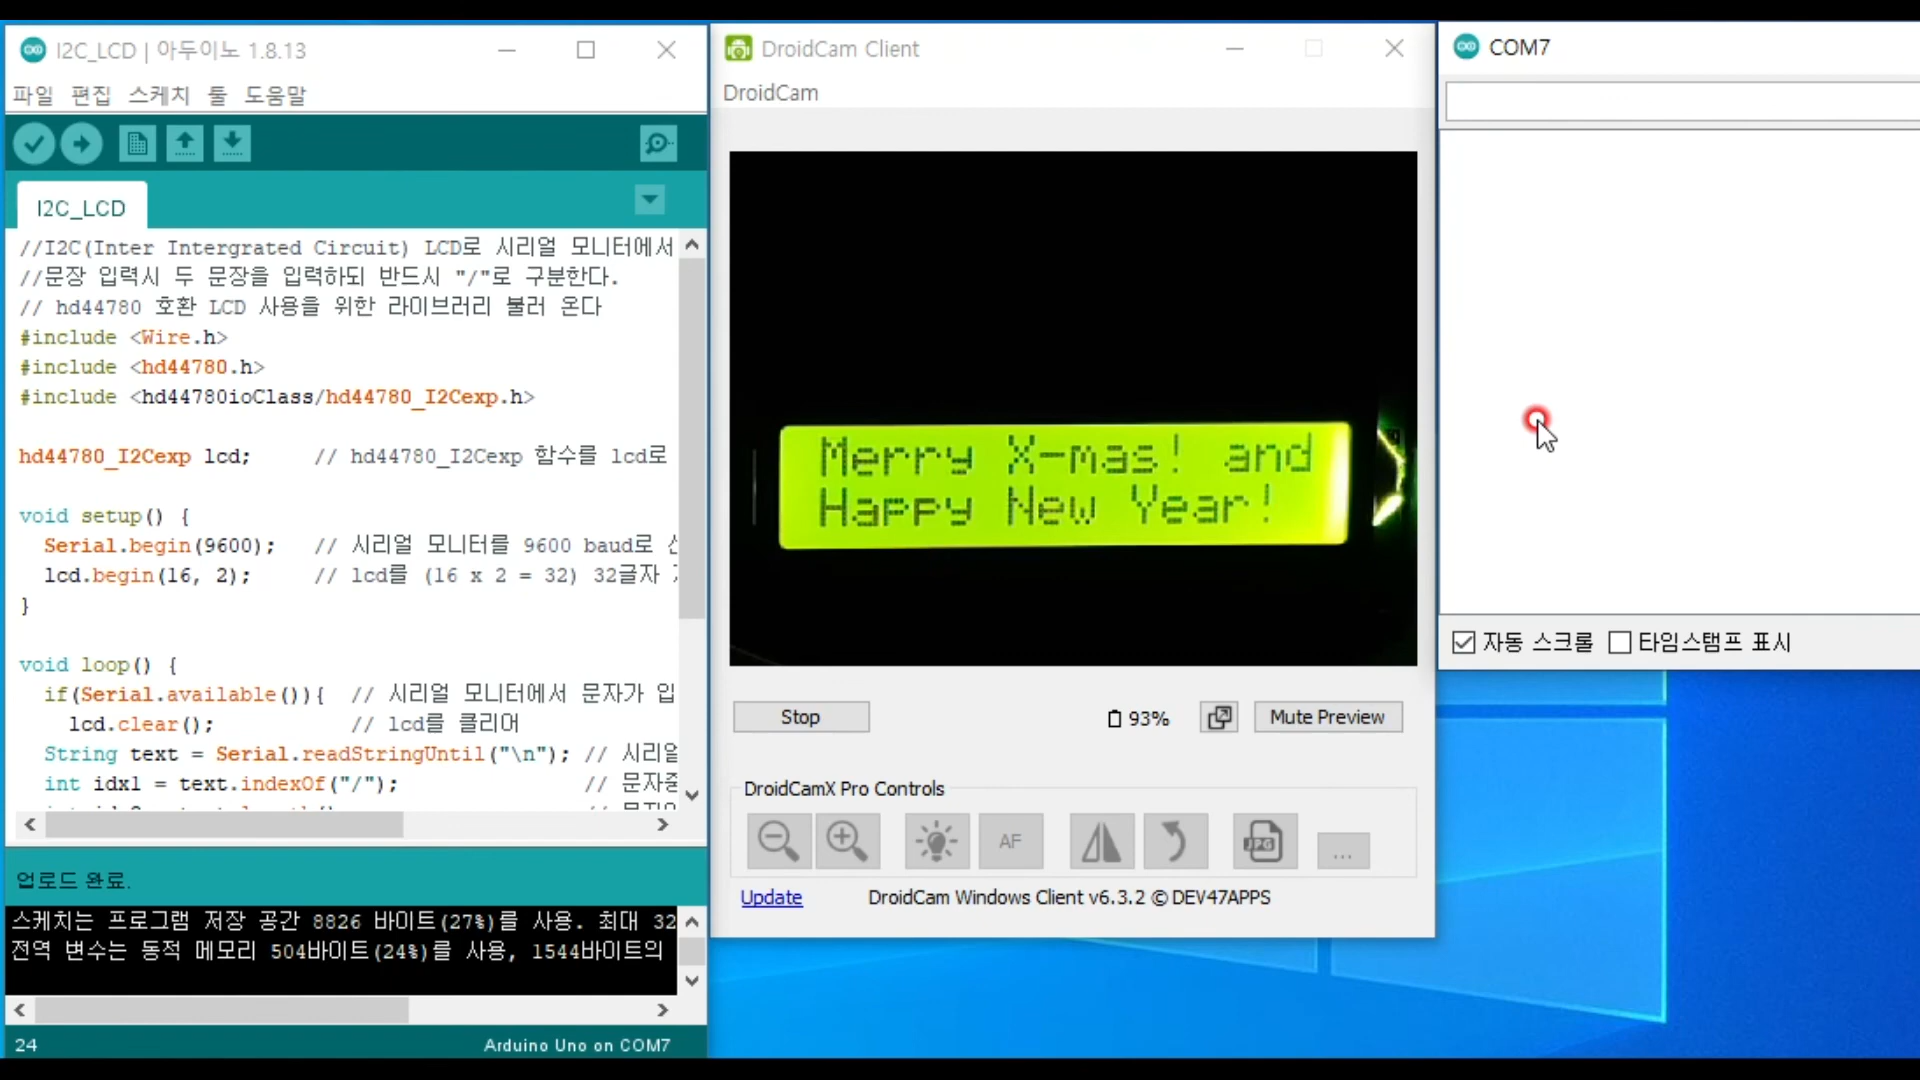 I2C_LCD | 아두이노 1.8.13
파일 편집 스케치 툴 도움말
I2C_LCD
//I2C(Inter Intergrated Circuit) LCD로 시리얼 모니터에서
//문장 입력시 두 문장을 입력하되 반드시 "/"로 구분한다.
// hd44780 호환 LCD 사용을 위한 라이브러리 불러 온다
#include <Wire.h>
#include <hd44780.h>
#include <hd44780ioClass/hd44780_I2Cexp.h>
hd44780_I2Cexp lcd; // hd44780_I2Cexp 함수를 lcd로
void setup() {
Serial.begin(9600); // 시리얼 모니터를 9600 baud로
lcd.begin(16, 2); // lcd를 (16 x 2 = 32) 32글자
}
void loop() {
if(Serial.available()){ // 시리얼 모니터에서 문자가 입
lcd.clear(); // lcd를 클리어
String text = Serial.readStringUntil("\n"); // 시리얼
int idx1 = text.indexOf("/"); // 문자중
업로드 완료.
스케치는 프로그램 저장 공간 8826 바이트(27%)를 사용. 최대 32
전역 변수는 동적 메모리 504바이트(24%)를 사용, 1544바이트의
24
Arduino Uno on COM7
DroidCam Client
DroidCam
Merry X-mas! and
Happy New Year!
Stop
93%
Mute Preview
DroidCamX Pro Controls
AF
JPG
...
Update
DroidCam Windows Client v6.3.2 © DEV47APPS
COM7
자동 스크롤
타임스탬프 표시